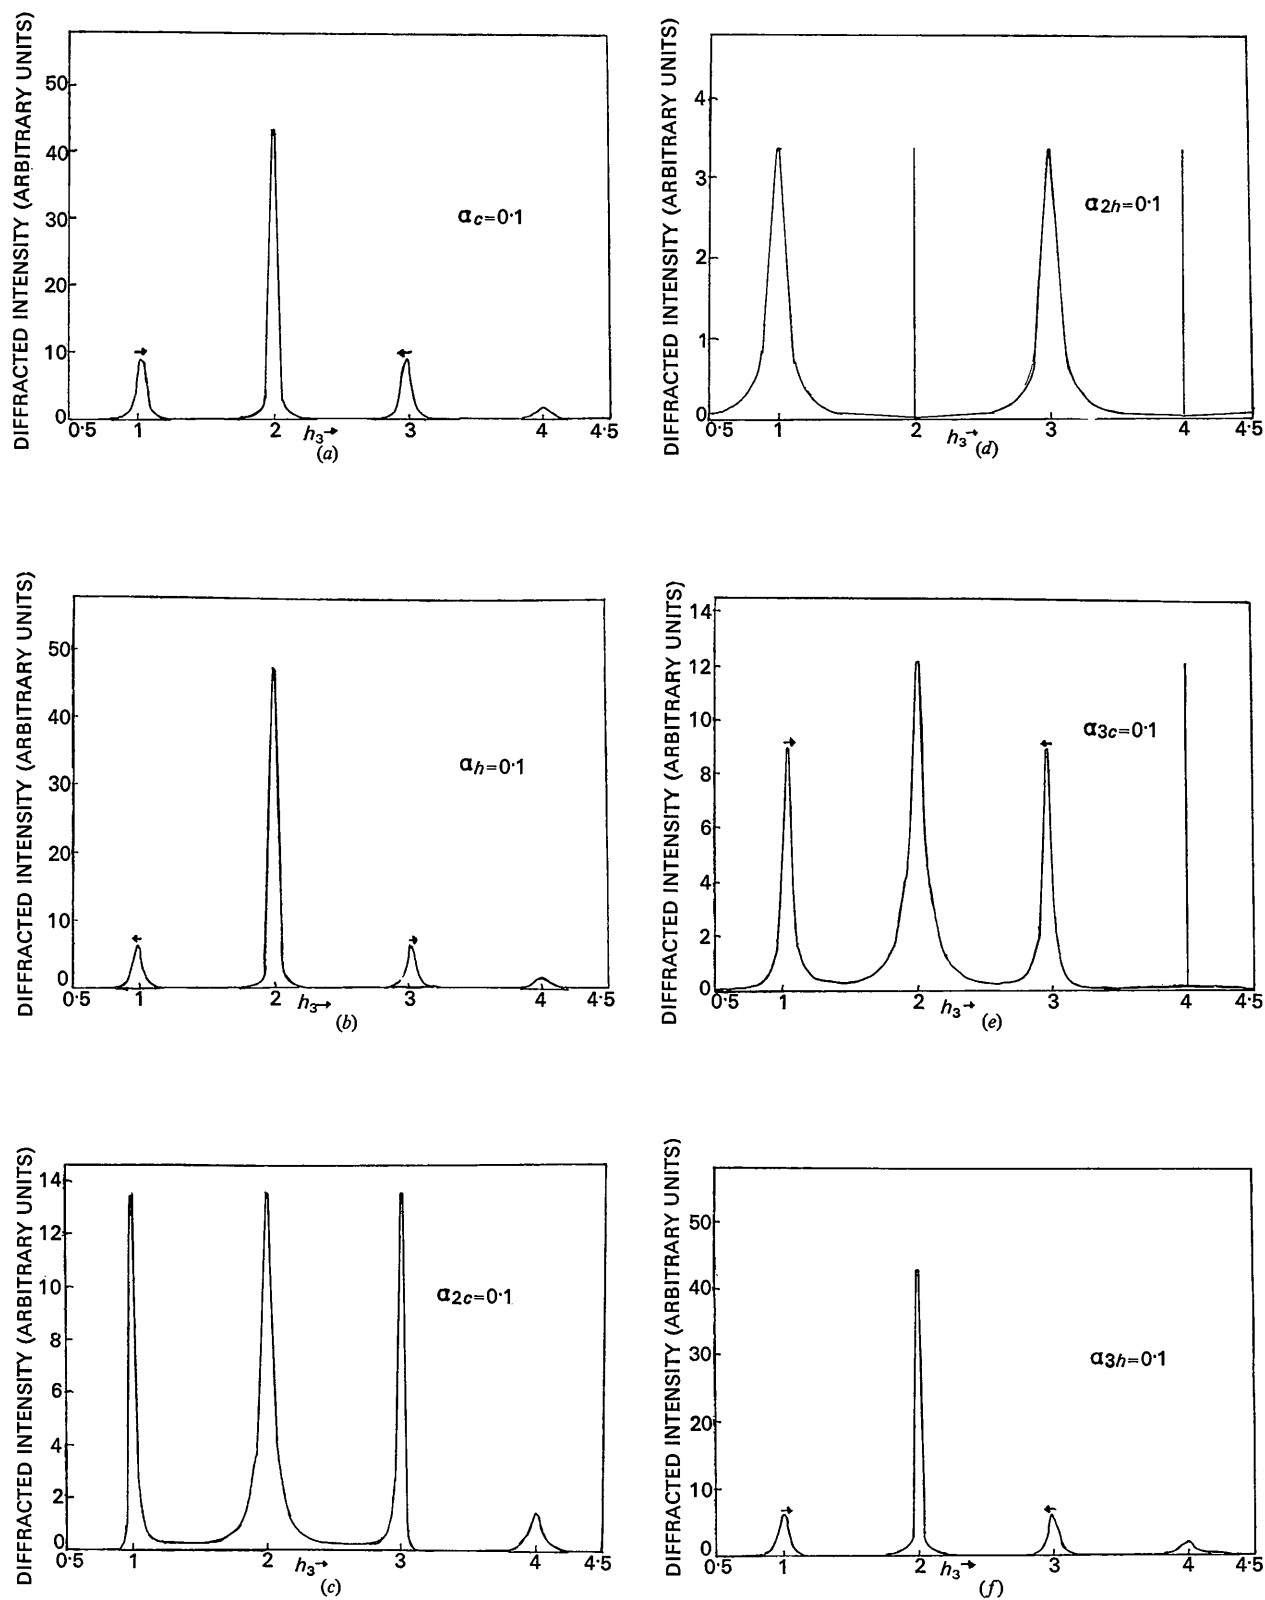 DIFFRACTED INTENSITY (ARBITRARY UNITS)
50
40
30
20
10
0
αc=0·1
0·5 1 2 3 4 4·5
h3→
(a)
DIFFRACTED INTENSITY (ARBITRARY UNITS)
4
3
2
1
0
α2h=0·1
0·5 1 2 3 4 4·5
h3→
(d)
DIFFRACTED INTENSITY (ARBITRARY UNITS)
50
40
30
20
10
0
αh=0·1
0·5 1 2 3 4 4·5
h3→
(b)
DIFFRACTED INTENSITY (ARBITRARY UNITS)
14
12
10
8
6
4
2
0
α3c=0·1
0·5 1 2 3 4 4·5
h3→
(e)
DIFFRACTED INTENSITY (ARBITRARY UNITS)
14
12
10
8
6
4
2
0
α2c=0·1
0·5 1 2 3 4 4·5
h3→
(c)
DIFFRACTED INTENSITY (ARBITRARY UNITS)
50
40
30
20
10
0
α3h=0·1
0·5 1 2 3 4 4·5
h3→
(f)